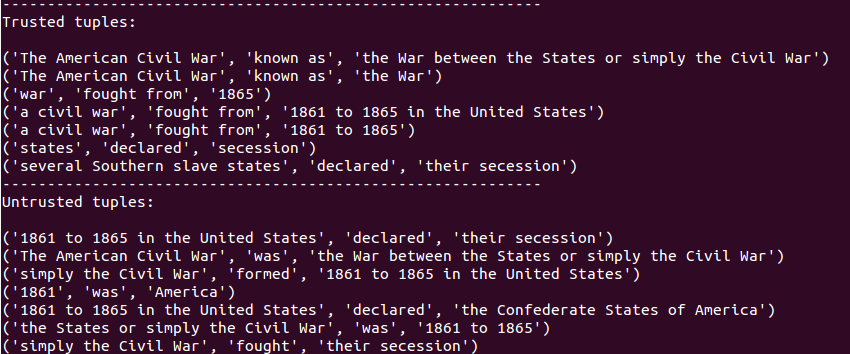 ------------------------------------------------------------
Trusted tuples:
('The American Civil War', 'known as', 'the War between the States or simply the Civil War')
('The American Civil War', 'known as', 'the War')
('war', 'fought from', '1865')
('a civil war', 'fought from', '1861 to 1865 in the United States')
('a civil war', 'fought from', '1861 to 1865')
('states', 'declared', 'secession')
('several Southern slave states', 'declared', 'their secession')
------------------------------------------------------------
Untrusted tuples:
('1861 to 1865 in the United States', 'declared', 'their secession')
('The American Civil War', 'was', 'the War between the States or simply the Civil War')
('simply the Civil War', 'formed', '1861 to 1865 in the United States')
('1861', 'was', 'America')
('1861 to 1865 in the United States', 'declared', 'the Confederate States of America')
('the States or simply the Civil War', 'was', '1861 to 1865')
('simply the Civil War', 'fought', 'their secession')